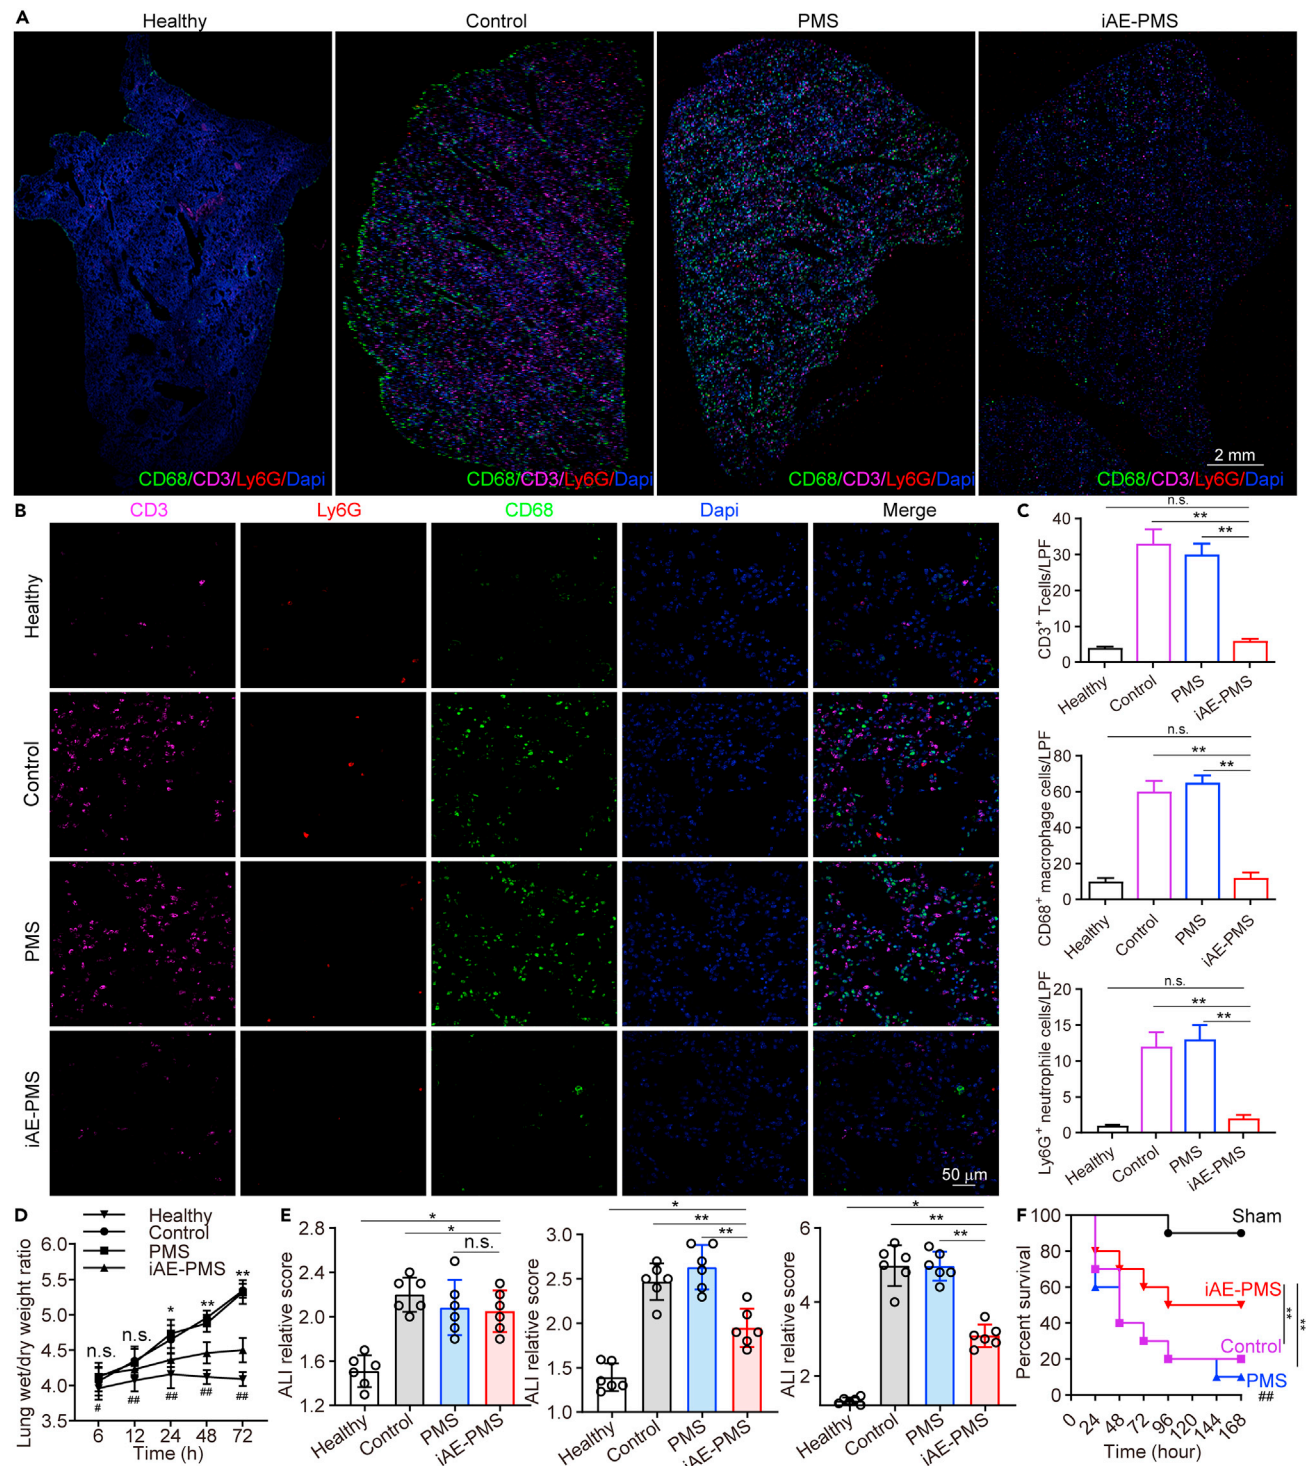 A
Healthy
Control
PMS
iAE-PMS
CD68/CD3/Ly6G/Dapi
CD68/CD3/Ly6G/Dapi
CD68/CD3/Ly6G/Dapi
2 mm
CD68/CD3/Ly6G/Dapi
B
CD3
Ly6G
CD68
Dapi
Merge
Healthy
Control
PMS
iAE-PMS
50 μm
C
CD3⁺ Tcells/LPF
40
30
20
10
0
n.s.
**
**
Healthy
Control
PMS
iAE-PMS
CD68⁺ macrophage cells/LPF
80
60
40
20
0
n.s.
**
**
Healthy
Control
PMS
iAE-PMS
Ly6G⁺ neutrophile cells/LPF
20
15
10
5
0
n.s.
**
**
Healthy
Control
PMS
iAE-PMS
D
Healthy
Control
PMS
iAE-PMS
Lung wet/dry weight ratio
6.0
5.5
5.0
4.5
4.0
3.5
n.s.
n.s.
*
**
**
#
##
##
##
##
6
12
24
48
72
Time (h)
E
ALI relative score
2.8
2.4
2.0
1.6
1.2
*
*
n.s.
Healthy
Control
PMS
iAE-PMS
ALI relative score
3.0
2.5
2.0
1.5
1.0
*
**
**
Healthy
Control
PMS
iAE-PMS
ALI relative score
6
4
2
*
**
**
Healthy
Control
PMS
iAE-PMS
F
Percent survival
100
80
60
40
20
0
Sham
iAE-PMS
Control
PMS
**
**
##
0
24
48
72
96
120
144
168
Time (hour)